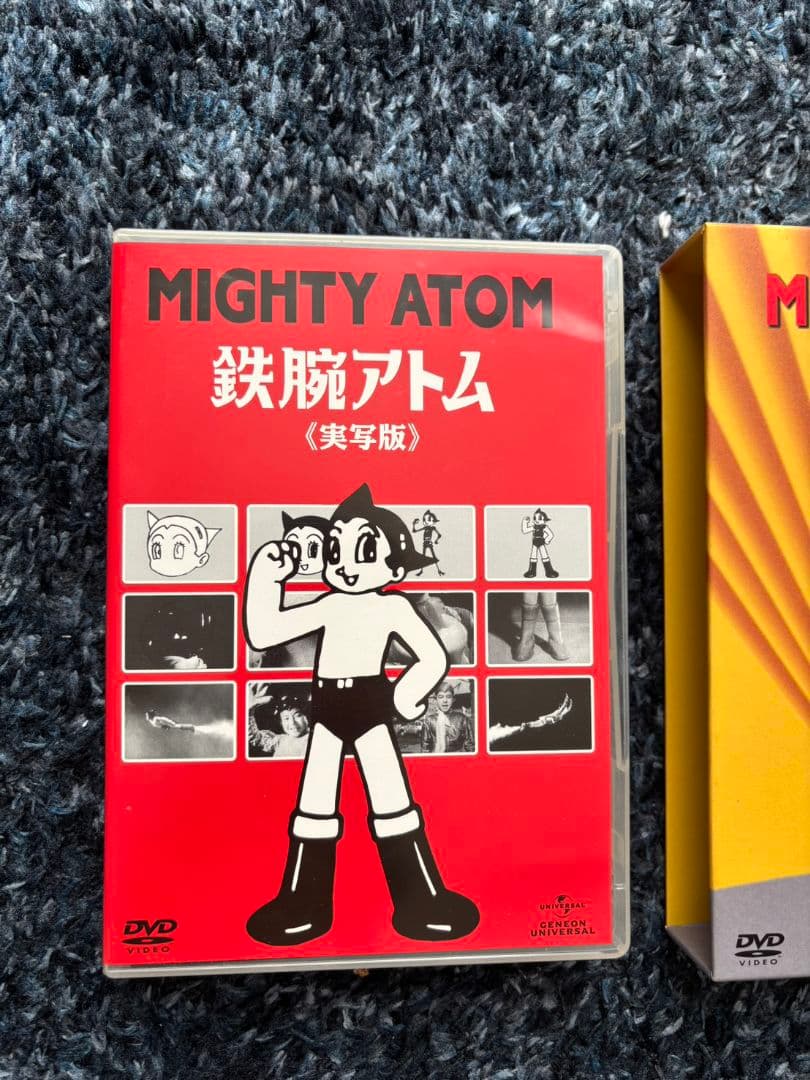 MIGHTY ATOM
鉄腕アトム
《実写版》
DVD
VIDEO
UNIVERSAL
GENEON
UNIVERSAL
M
DVD
VIDEO